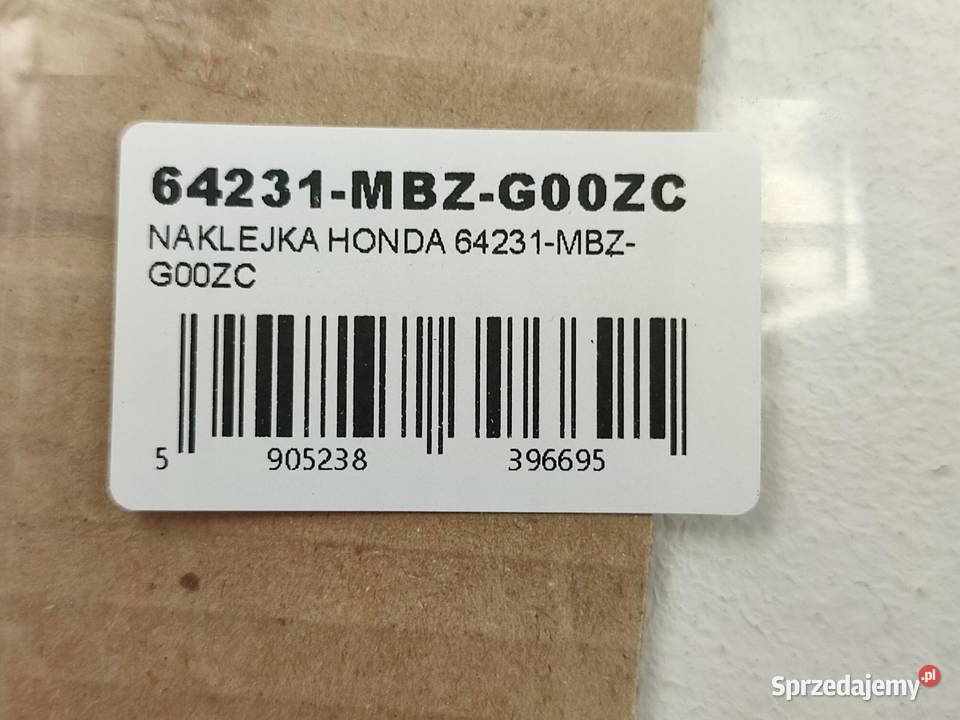 64231-MBZ-G00ZC
NAKLEJKA HONDA 64231-MBZ-
G00ZC
5 905238 396695
Sprzedajemy.pl